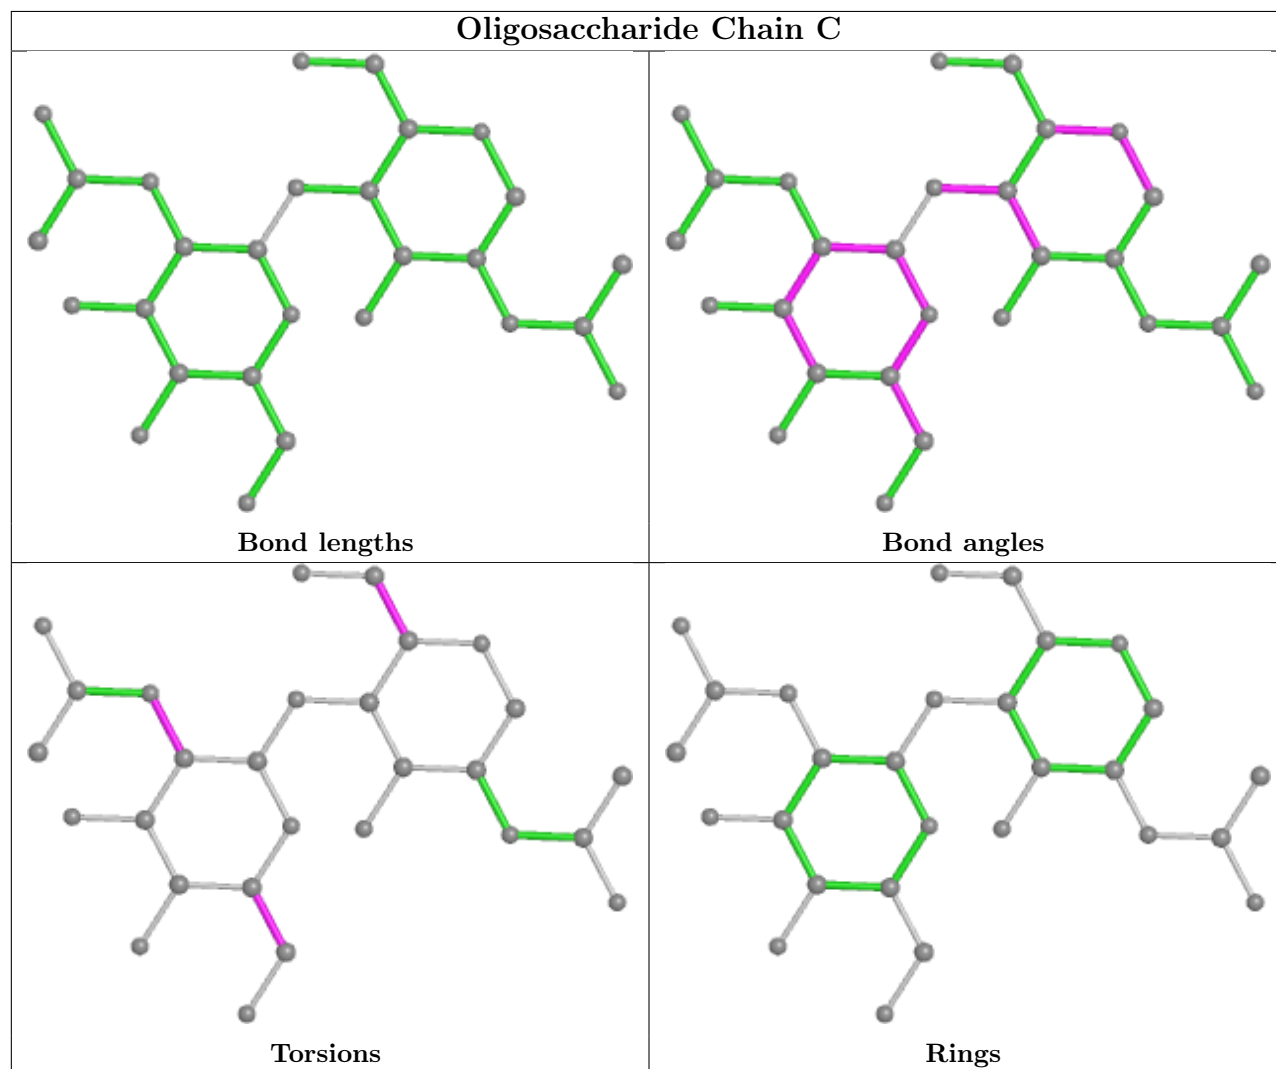 Oligosaccharide Chain C
Bond lengths
Bond angles
Torsions
Rings